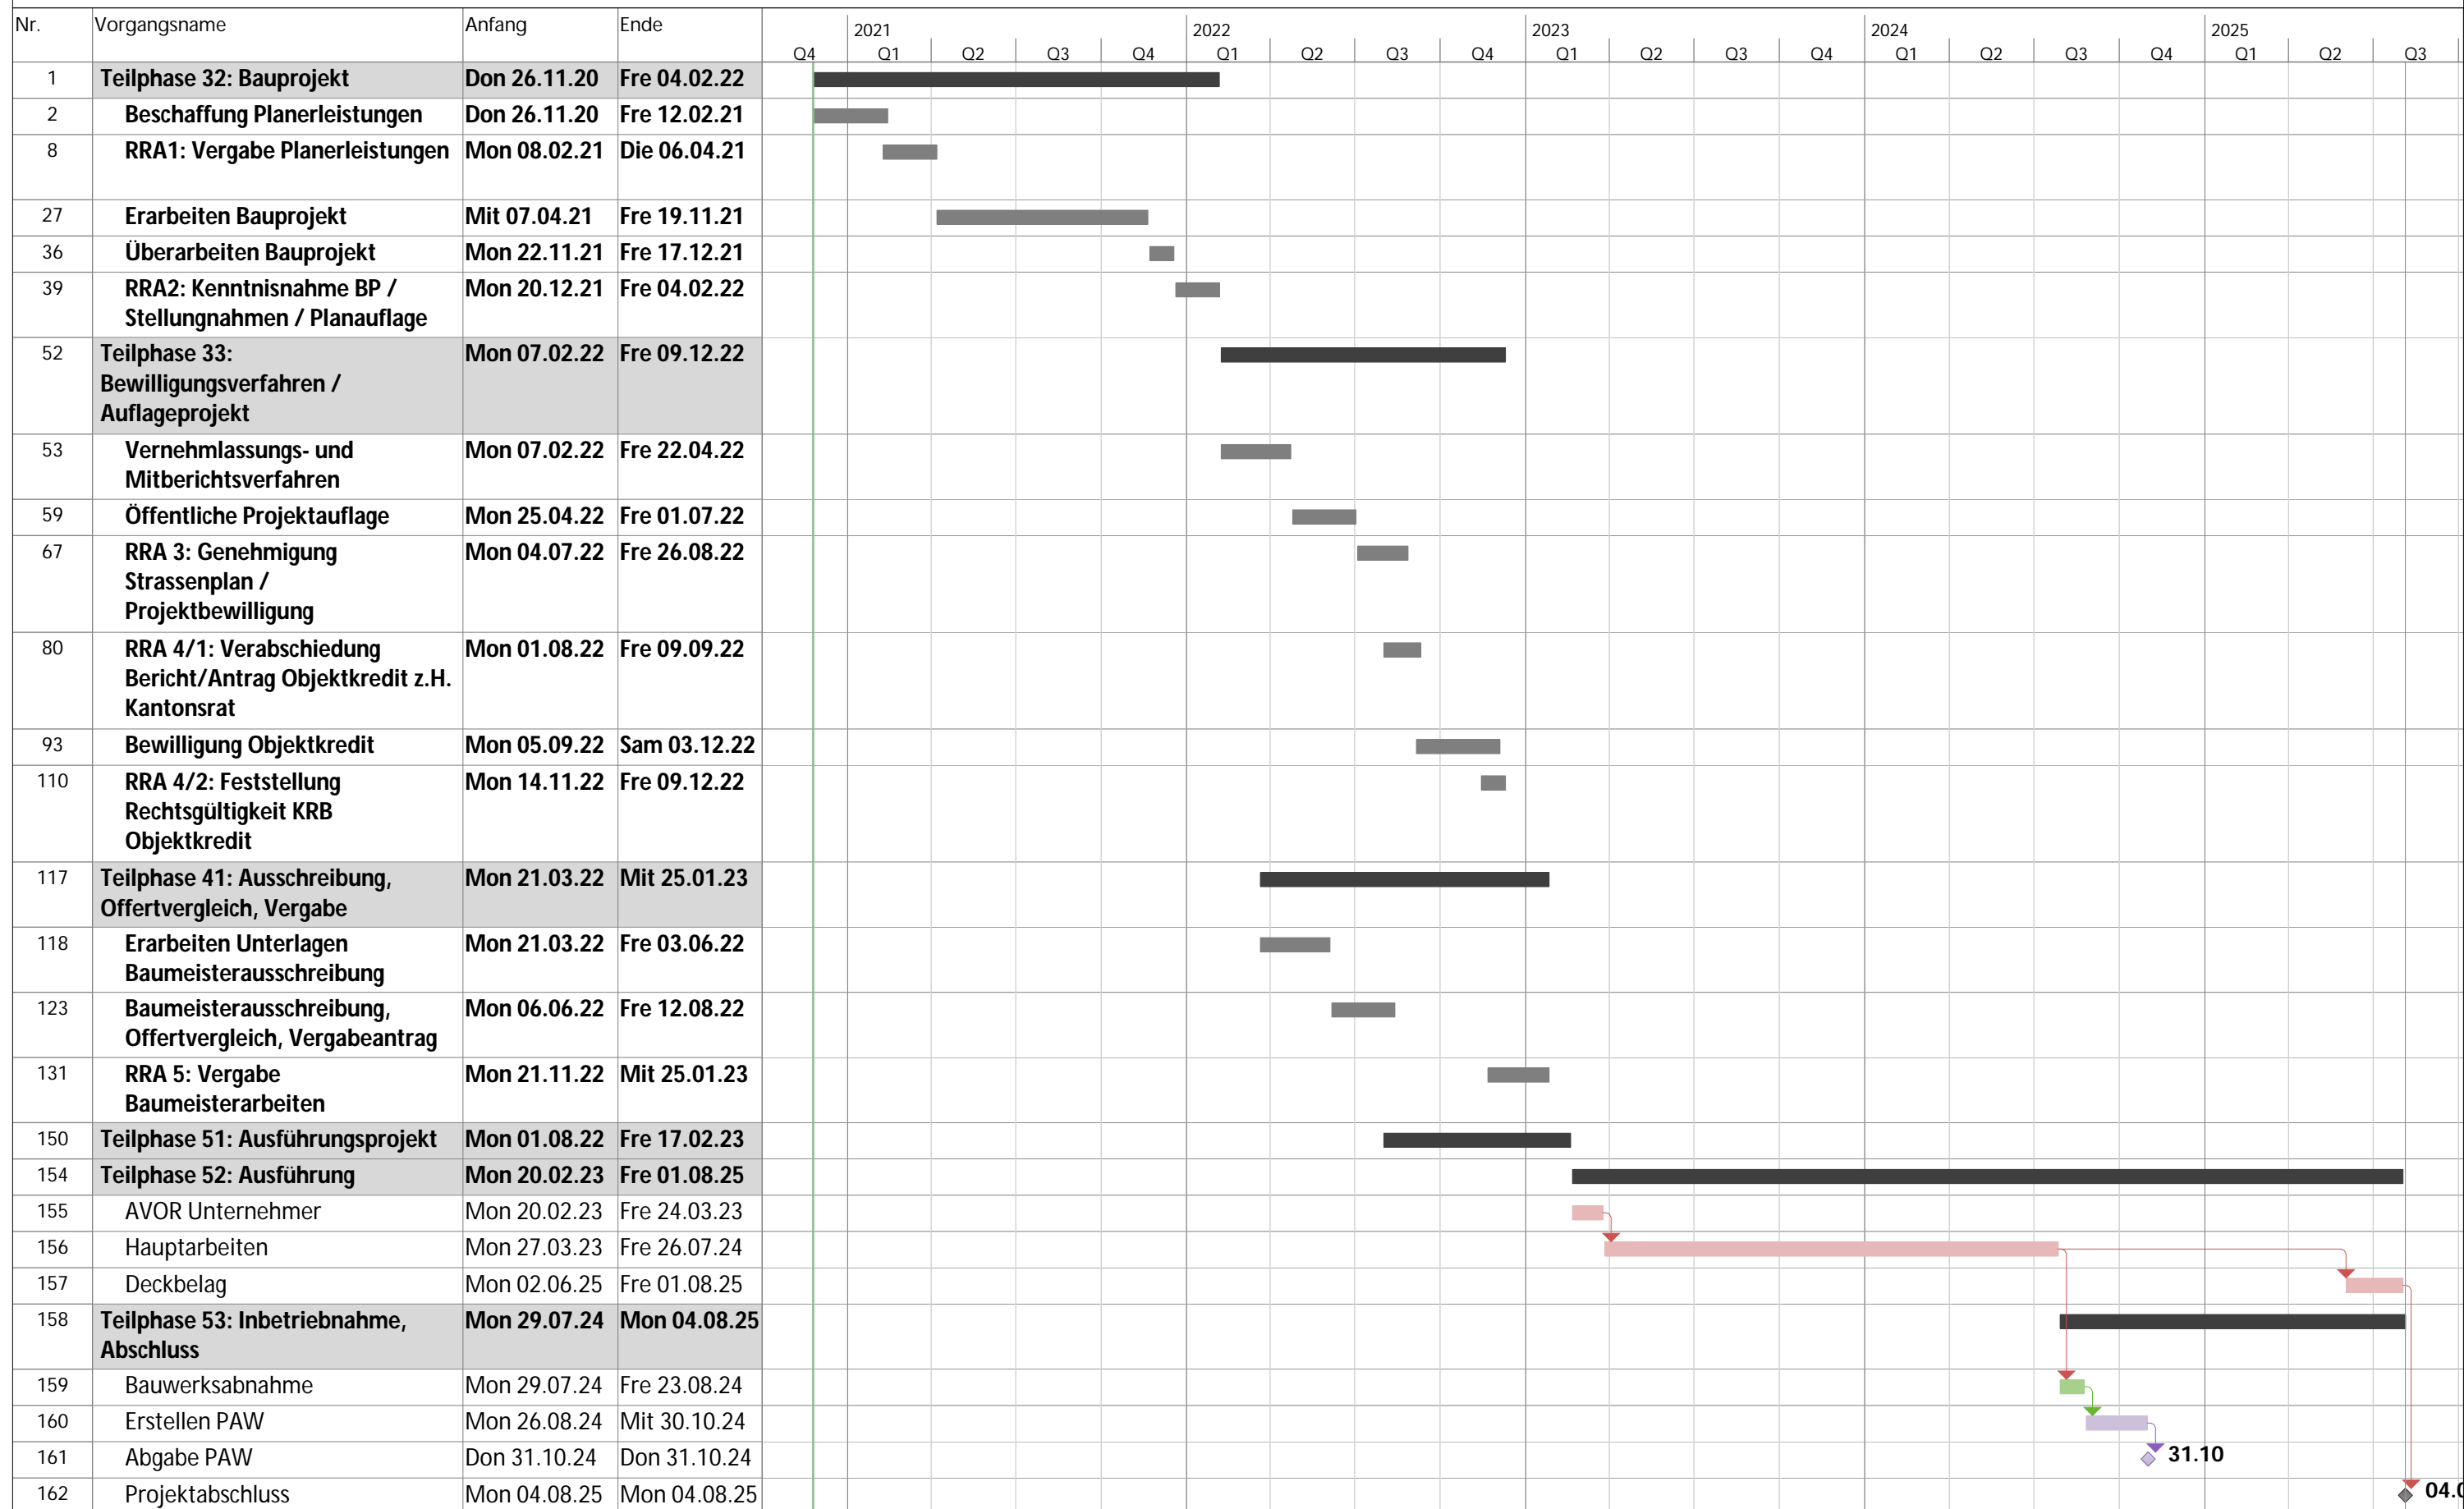 Nr. Vorgangsname Anfang Ende
2021 2022 2023 2024 2025
Q4 Q1 Q2 Q3 Q4 Q1 Q2 Q3 Q4 Q1 Q2 Q3 Q4 Q1 Q2 Q3 Q4 Q1 Q2 Q3
1 Teilphase 32: Bauprojekt Don 26.11.20 Fre 04.02.22
2 Beschaffung Planerleistungen Don 26.11.20 Fre 12.02.21
8 RRA1: Vergabe Planerleistungen Mon 08.02.21 Die 06.04.21
27 Erarbeiten Bauprojekt Mit 07.04.21 Fre 19.11.21
36 Überarbeiten Bauprojekt Mon 22.11.21 Fre 17.12.21
39 RRA2: Kenntnisnahme BP / Mon 20.12.21 Fre 04.02.22
Stellungnahmen / Planauflage
52 Teilphase 33: Mon 07.02.22 Fre 09.12.22
Bewilligungsverfahren /
Auflageprojekt
53 Vernehmlassungs- und Mon 07.02.22 Fre 22.04.22
Mitberichtsverfahren
59 Öffentliche Projektauflage Mon 25.04.22 Fre 01.07.22
67 RRA 3: Genehmigung Mon 04.07.22 Fre 26.08.22
Strassenplan /
Projektbewilligung
80 RRA 4/1: Verabschiedung Mon 01.08.22 Fre 09.09.22
Bericht/Antrag Objektkredit z.H.
Kantonsrat
93 Bewilligung Objektkredit Mon 05.09.22 Sam 03.12.22
110 RRA 4/2: Feststellung Mon 14.11.22 Fre 09.12.22
Rechtsgültigkeit KRB
Objektkredit
117 Teilphase 41: Ausschreibung, Mon 21.03.22 Mit 25.01.23
Offertvergleich, Vergabe
118 Erarbeiten Unterlagen Mon 21.03.22 Fre 03.06.22
Baumeisterausschreibung
123 Baumeisterausschreibung, Mon 06.06.22 Fre 12.08.22
Offertvergleich, Vergabeantrag
131 RRA 5: Vergabe Mon 21.11.22 Mit 25.01.23
Baumeisterarbeiten
150 Teilphase 51: Ausführungsprojekt Mon 01.08.22 Fre 17.02.23
154 Teilphase 52: Ausführung Mon 20.02.23 Fre 01.08.25
155 AVOR Unternehmer Mon 20.02.23 Fre 24.03.23
156 Hauptarbeiten Mon 27.03.23 Fre 26.07.24
157 Deckbelag Mon 02.06.25 Fre 01.08.25
158 Teilphase 53: Inbetriebnahme, Mon 29.07.24 Mon 04.08.25
Abschluss
159 Bauwerksabnahme Mon 29.07.24 Fre 23.08.24
160 Erstellen PAW Mon 26.08.24 Mit 30.10.24
161 Abgabe PAW Don 31.10.24 Don 31.10.24 31.10
162 Projektabschluss Mon 04.08.25 Mon 04.08.25